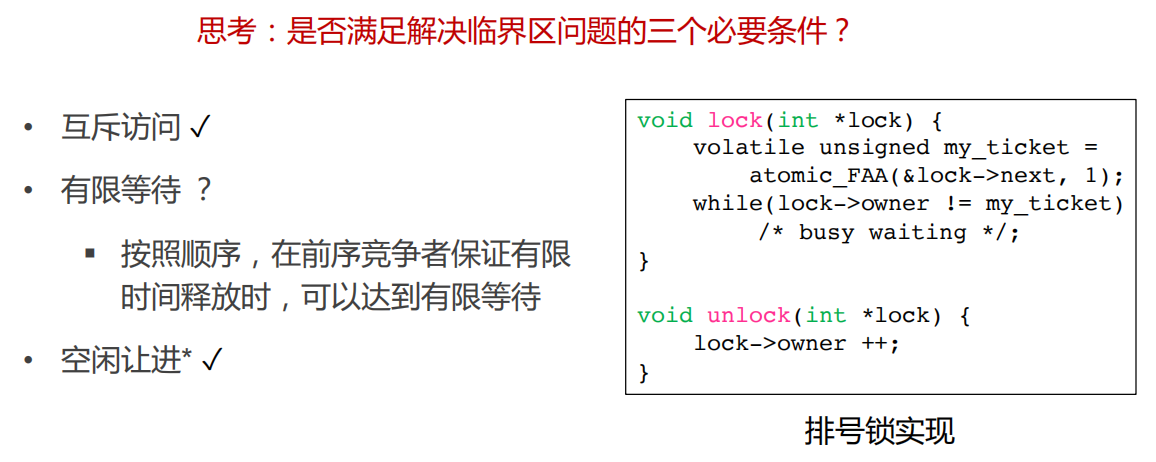 思考：是否满足解决临界区问题的三个必要条件？
• 互斥访问 ✓
• 有限等待 ？
▪ 按照顺序，在前序竞争者保证有限
时间释放时，可以达到有限等待
• 空闲让进* ✓
void lock(int *lock) {
volatile unsigned my_ticket =
atomic_FAA(&lock->next, 1);
while(lock->owner != my_ticket)
/* busy waiting */;
}
void unlock(int *lock) {
lock->owner ++;
}
排号锁实现